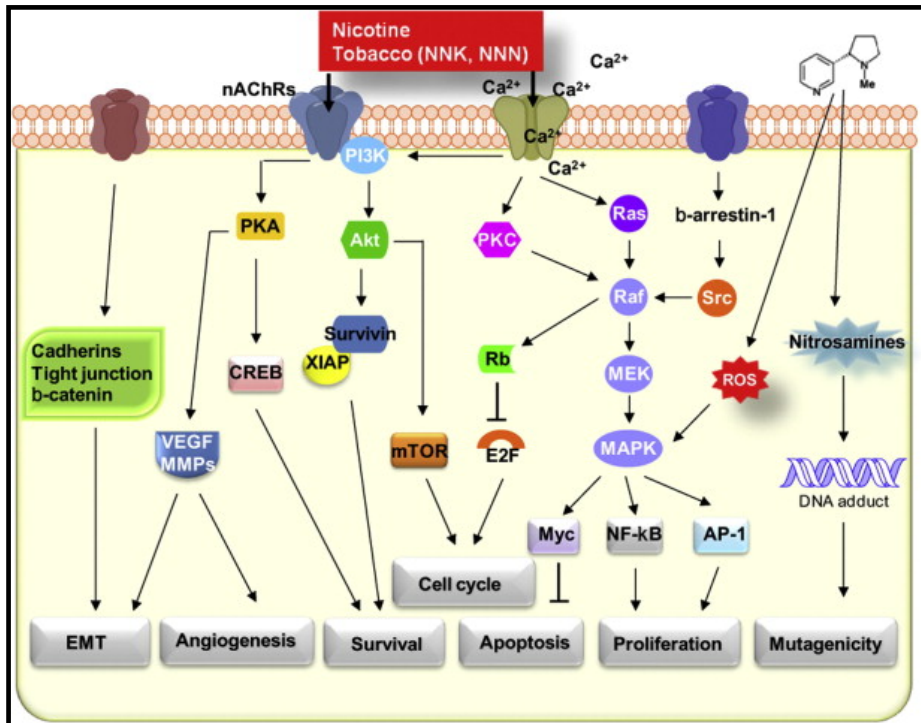 Nicotine
Tobacco (NNK, NNN)
Ca²⁺
Ca²⁺
Ca²⁺
Ca²⁺
nAChRs
Ca²⁺
Ca²⁺
N
N
Me
PI3K
PKA
Akt
PKC
Ras
b-arrestin-1
Raf
Src
Survivin
XIAP
Cadherins
Tight junction
b-catenin
CREB
Rb
MEK
ROS
Nitrosamines
VEGF
MMPs
mTOR
E2F
MAPK
DNA adduct
Myc
NF-kB
AP-1
Cell cycle
EMT
Angiogenesis
Survival
Apoptosis
Proliferation
Mutagenicity